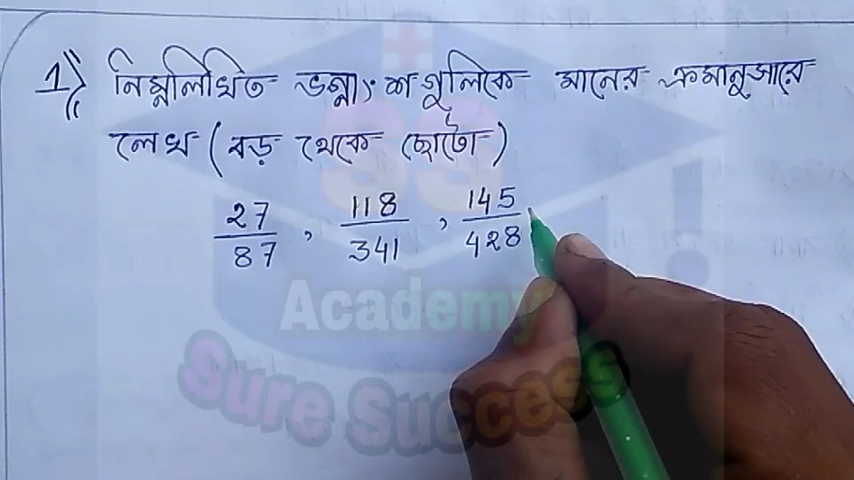 1) নিম্নলিখিত ভগ্নাংশগুলিকে মানের ক্রমানুসারে
লেখ (বড় থেকে ছোটো)
27/87, 118/341, 145/428
Academy
Sure Success